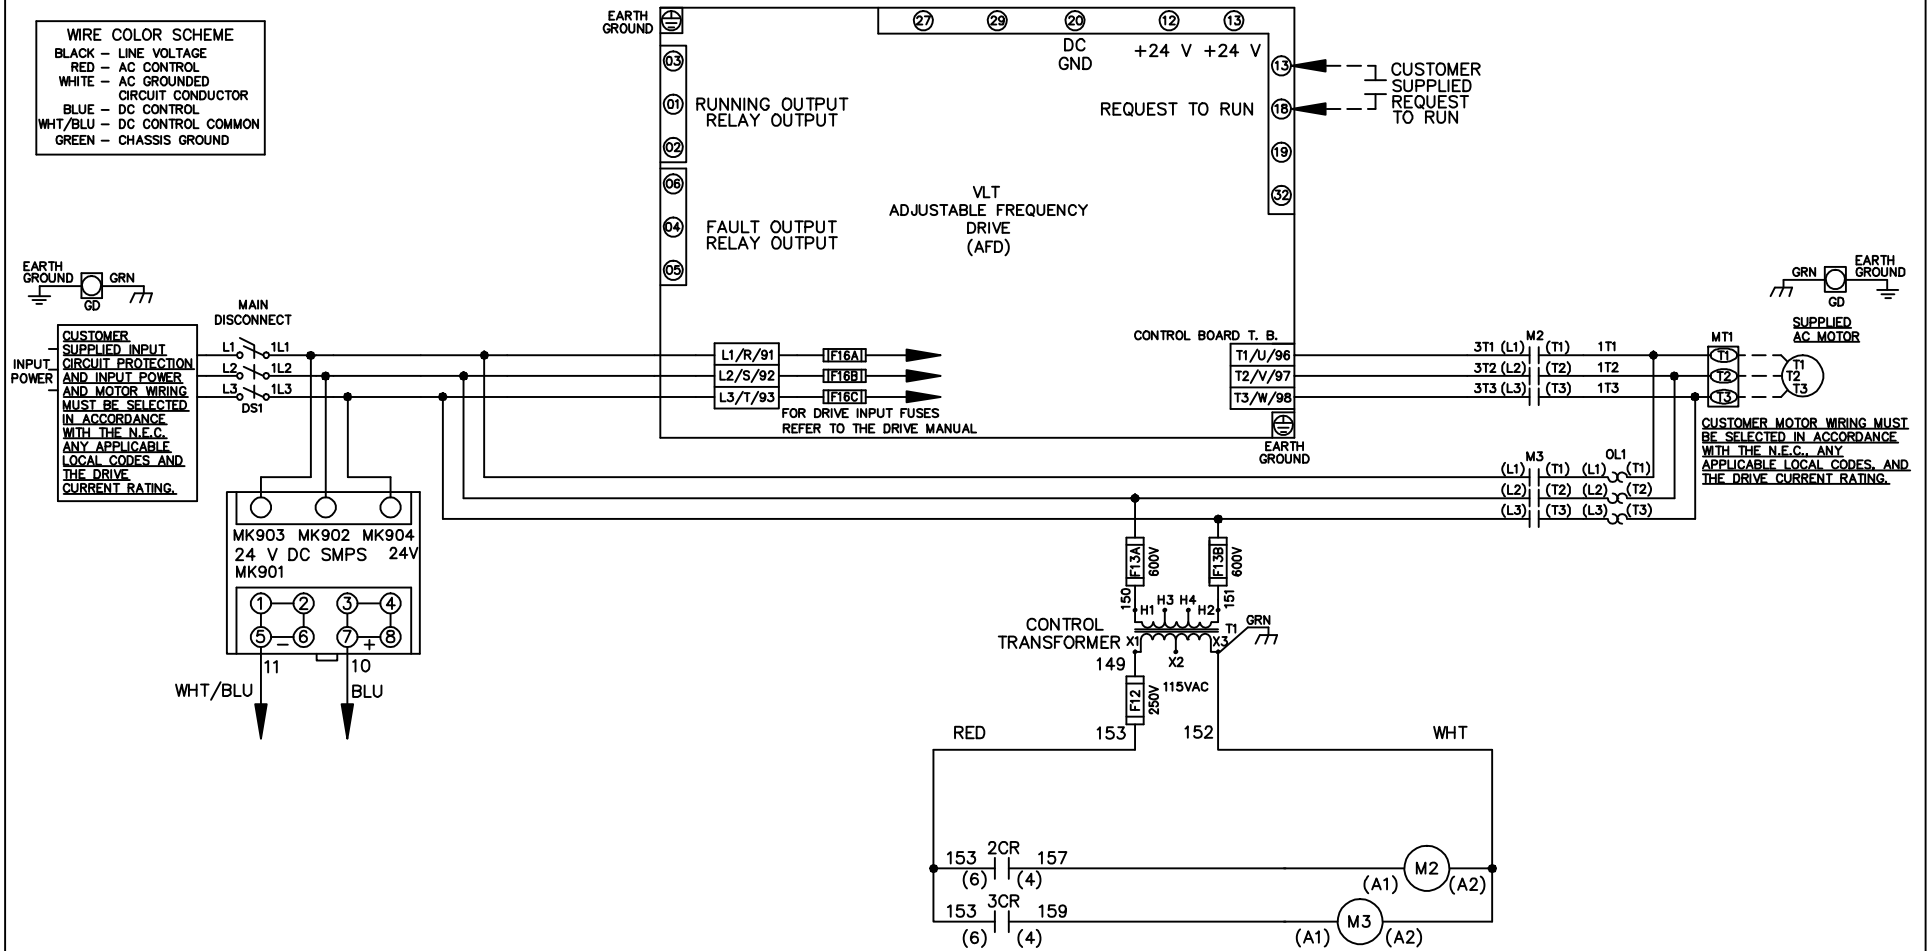 WIRE COLOR SCHEME
BLACK – LINE VOLTAGE
RED – AC CONTROL
WHITE – AC GROUNDED
CIRCUIT CONDUCTOR
BLUE – DC CONTROL
WHT/BLU – DC CONTROL COMMON
GREEN – CHASSIS GROUND
EARTH
GROUND
27 29 20 12 13
DC
GND
+24 V +24 V
03
01
02
RUNNING OUTPUT
RELAY OUTPUT
06
04
05
FAULT OUTPUT
RELAY OUTPUT
VLT
ADJUSTABLE FREQUENCY
DRIVE
(AFD)
REQUEST TO RUN
13
18
19
32
CUSTOMER
SUPPLIED
REQUEST
TO RUN
EARTH
GROUND
GRN
GD
INPUT
POWER
CUSTOMER
SUPPLIED INPUT
CIRCUIT PROTECTION
AND INPUT POWER
AND MOTOR WIRING
MUST BE SELECTED
IN ACCORDANCE
WITH THE N.E.C.
ANY APPLICABLE
LOCAL CODES AND
THE DRIVE
CURRENT RATING.
MAIN
DISCONNECT
L1 1L1
L2 1L2
L3 1L3
DS1
L1/R/91 F16A
L2/S/92 F16B
L3/T/93 F16C
FOR DRIVE INPUT FUSES
REFER TO THE DRIVE MANUAL
CONTROL BOARD T. B.
T1/U/96
T2/V/97
T3/W/98
EARTH
GROUND
M2
3T1 (L1) (T1) 1T1
3T2 (L2) (T2) 1T2
3T3 (L3) (T3) 1T3
MT1
T1
T2
T3
GRN
GD
EARTH
GROUND
SUPPLIED
AC MOTOR
T1
T2
T3
CUSTOMER MOTOR WIRING MUST
BE SELECTED IN ACCORDANCE
WITH THE N.E.C., ANY
APPLICABLE LOCAL CODES, AND
THE DRIVE CURRENT RATING.
M3 OL1
(L1) (T1) (L1) (T1)
(L2) (T2) (L2) (T2)
(L3) (T3) (L3) (T3)
MK903 MK902 MK904
24 V DC SMPS 24V
MK901
1 2 3 4
5 – 6 7 + 8
11 10
WHT/BLU BLU
F13A 600V
F13B 600V
150 151
H1 H3 H4 H2
CONTROL
TRANSFORMER
X1 X2 X3
T1
GRN
149
F12 250V
115VAC
153 152
RED WHT
153 2CR 157
(6) (4)
M2
(A1) (A2)
153 3CR 159
(6) (4)
M3
(A1) (A2)